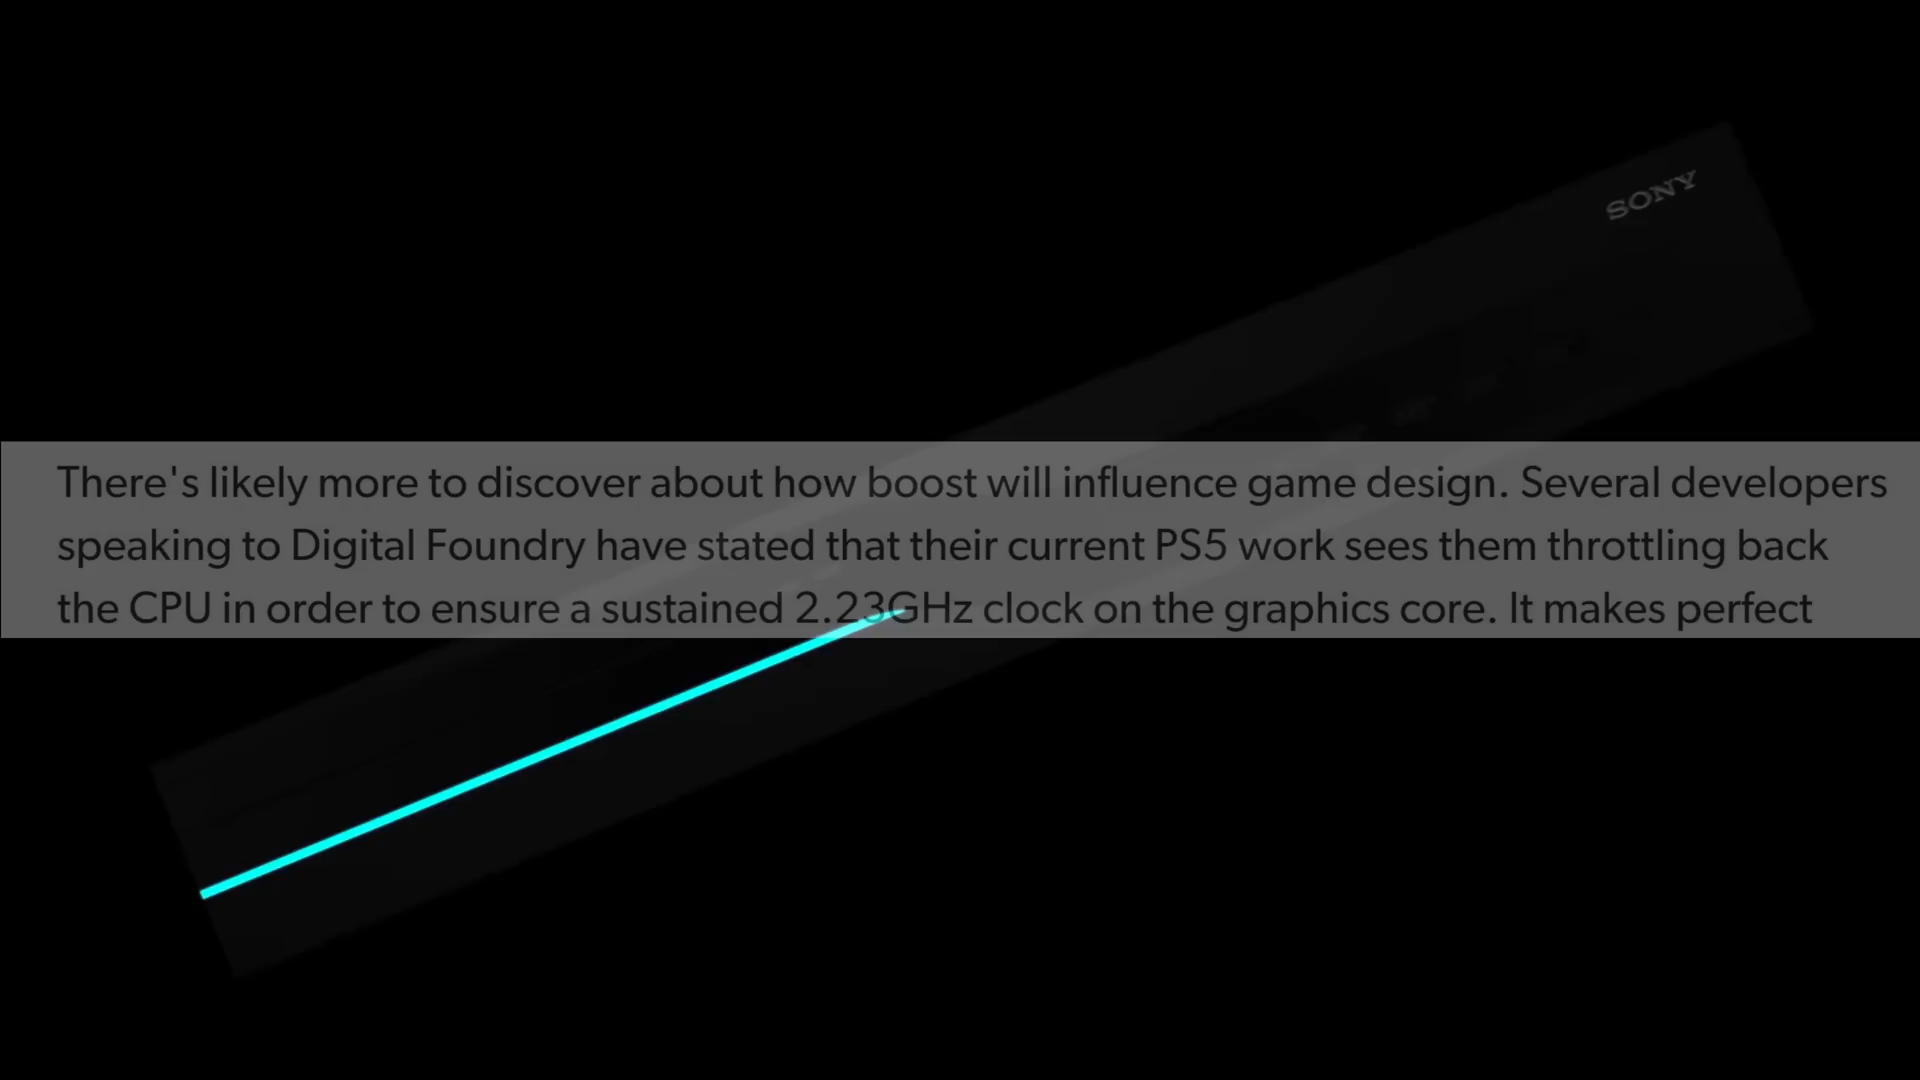 SONY
There's likely more to discover about how boost will influence game design. Several developers
speaking to Digital Foundry have stated that their current PS5 work sees them throttling back
the CPU in order to ensure a sustained 2.23GHz clock on the graphics core. It makes perfect